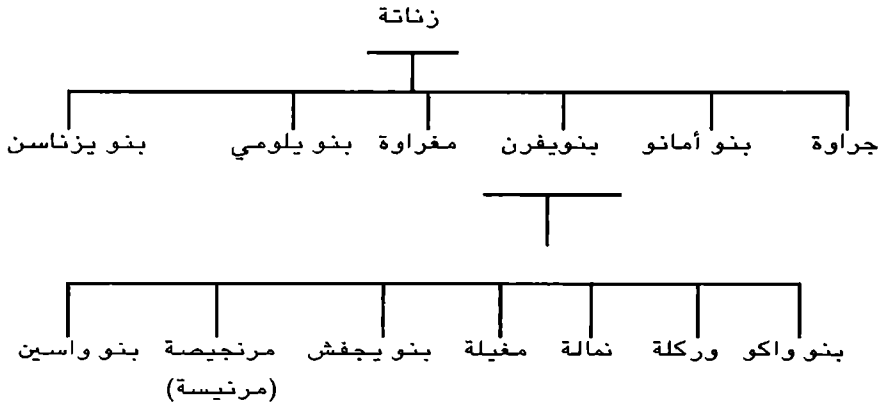 زناتة
جراوة بنو أمانو بنويفرن مغراوة بنو يلومي بنو يزناسن
بنو واكو وركلة نمالة مغيلة بنو يجفش مرنجيصة بنو واسين
(مرنيسة)